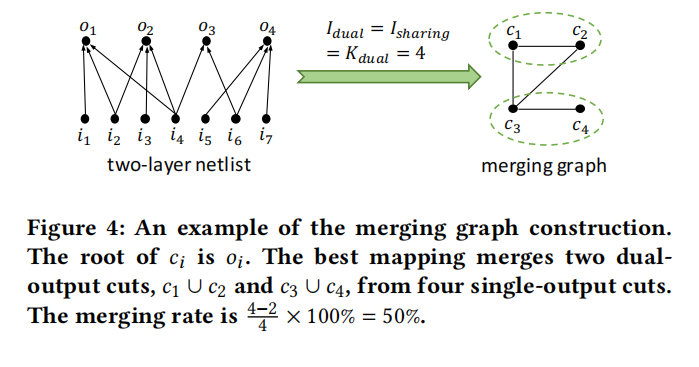 o₁ o₂ o₃ o₄
i₁ i₂ i₃ i₄ i₅ i₆ i₇
two-layer netlist
I_dual = I_sharing
= K_dual = 4
c₁ c₂
c₃ c₄
merging graph
Figure 4: An example of the merging graph construction.
The root of cᵢ is oᵢ. The best mapping merges two dual-
output cuts, c₁ ∪ c₂ and c₃ ∪ c₄, from four single-output cuts.
The merging rate is (4−2)/4 × 100% = 50%.